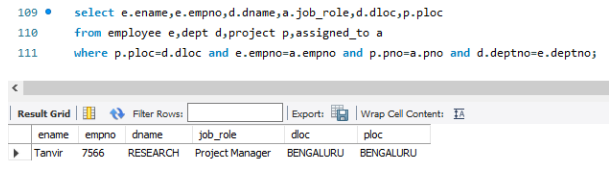 109 select e.ename,e.empno,d.dname,a.job_role,d.dloc,p.ploc
110 from employee e,dept d,project p,assigned_to a
111 where p.ploc=d.dloc and e.empno=a.empno and p.pno=a.pno and d.deptno=e.deptno;
Result Grid Filter Rows: Export: Wrap Cell Content:
ename empno dname job_role dloc ploc
Tanvir 7566 RESEARCH Project Manager BENGALURU BENGALURU